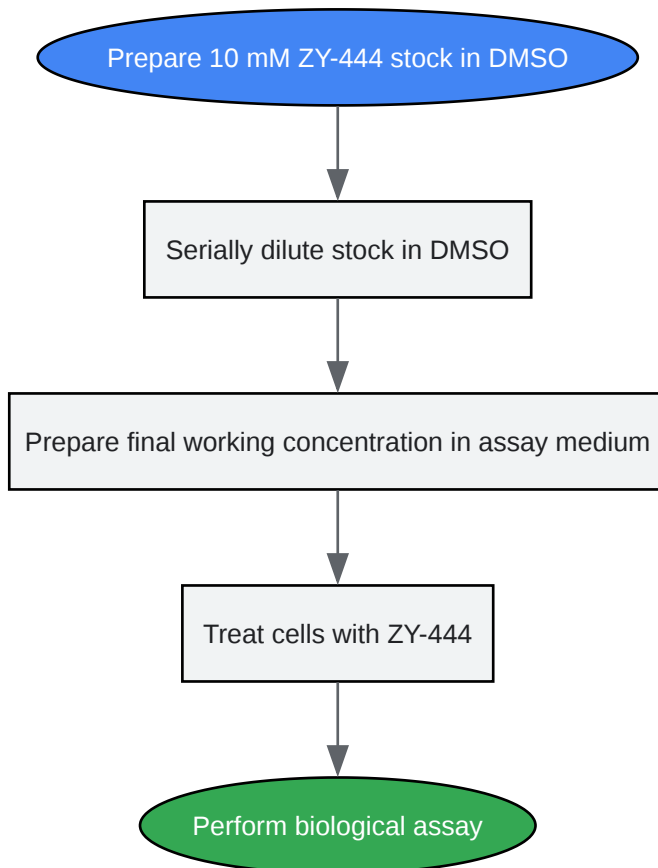 Prepare 10 mM ZY-444 stock in DMSO
Serially dilute stock in DMSO
Prepare final working concentration in assay medium
Treat cells with ZY-444
Perform biological assay